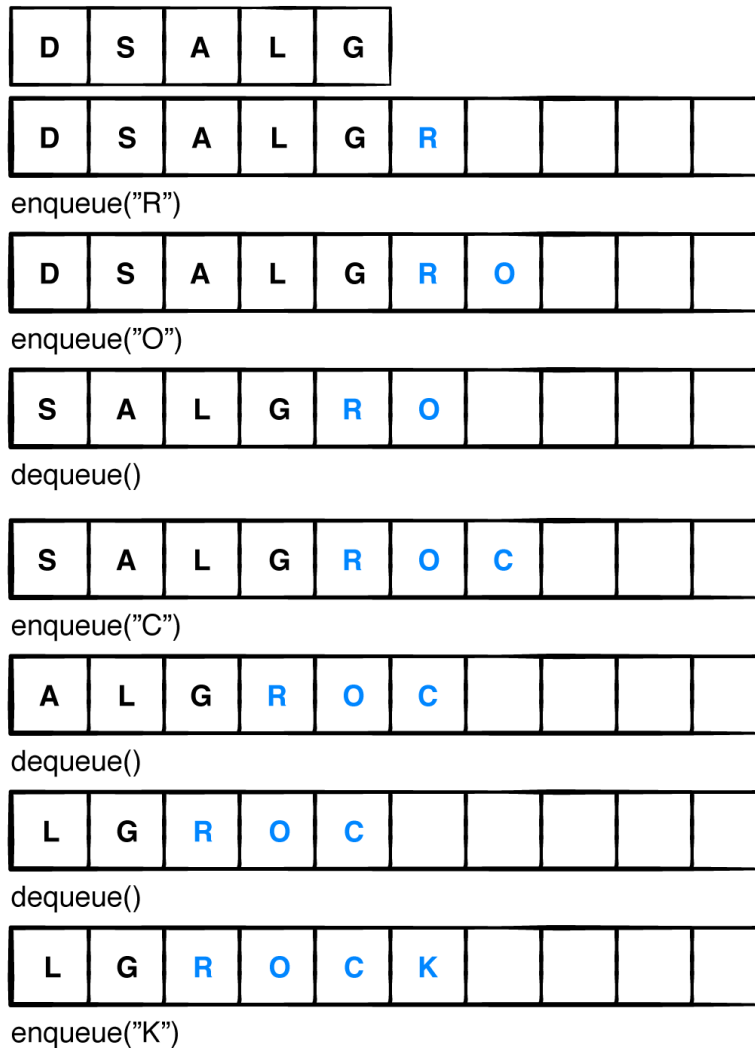 D S A L G
D S A L G R
enqueue(”R”)
D S A L G R O
enqueue(”O”)
S A L G R O
dequeue()
S A L G R O C
enqueue(”C”)
A L G R O C
dequeue()
L G R O C
dequeue()
L G R O C K
enqueue(”K”)